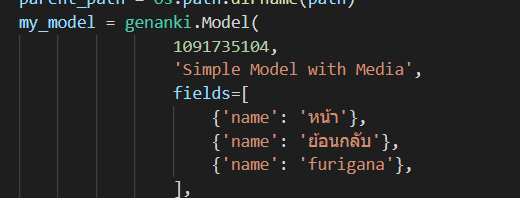 parent_path = os.path.dirname(path)
my_model = genanki.Model(
1091735104,
'Simple Model with Media',
fields=[
{'name': 'หน้า'},
{'name': 'ย้อนกลับ'},
{'name': 'furigana'},
],